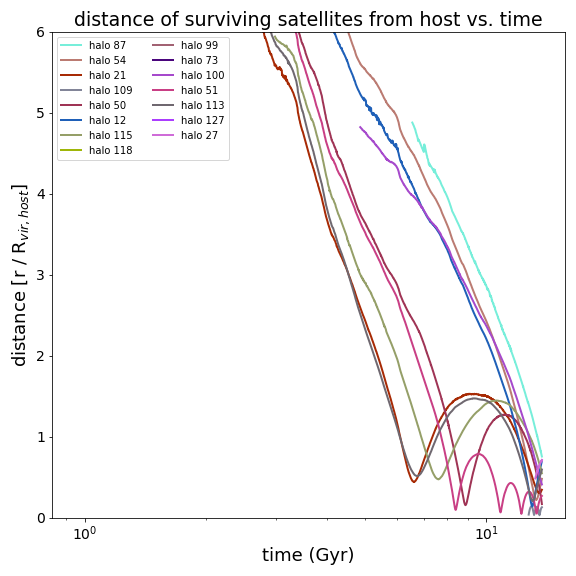 distance of surviving satellites from host vs. time
halo 87
halo 54
halo 21
halo 109
halo 50
halo 12
halo 115
halo 118
halo 99
halo 73
halo 100
halo 51
halo 113
halo 127
halo 27
6
5
4
3
2
1
0
distance [r / R_{vir, host}]
10^0
10^1
time (Gyr)